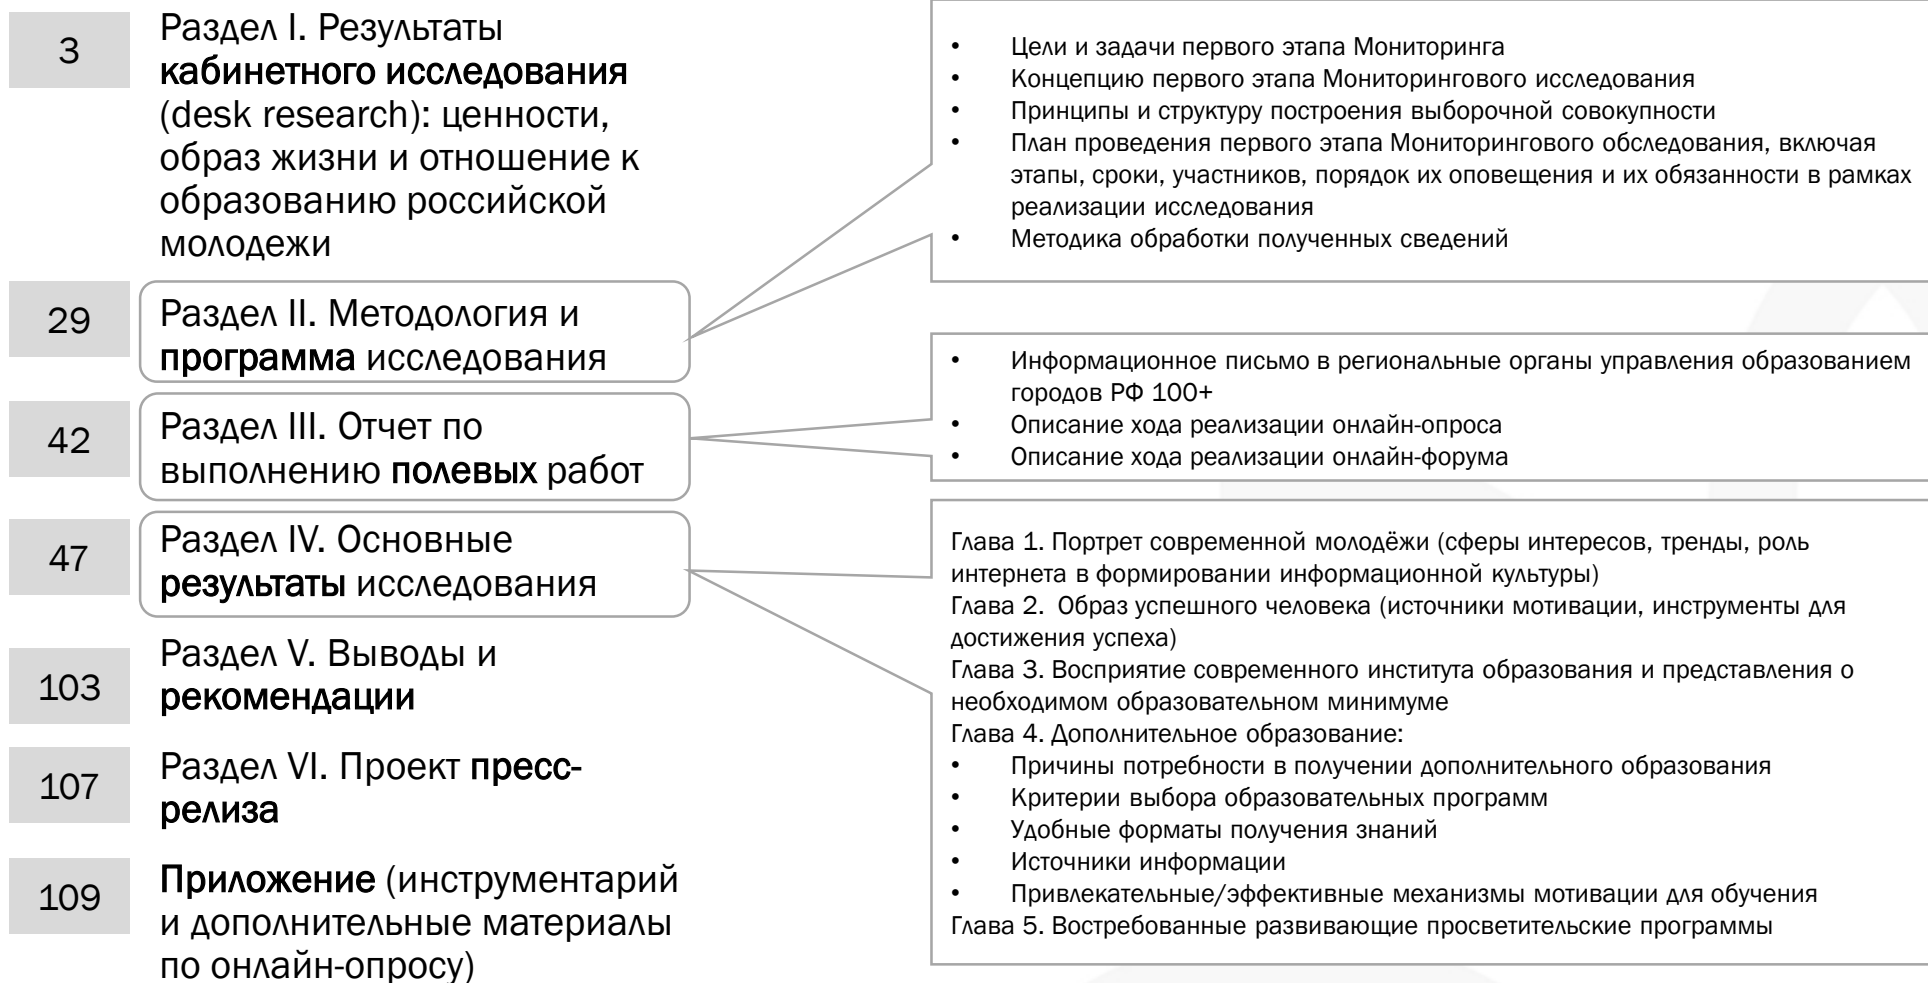 3
Раздел I. Результаты
кабинетного исследования
(desk research): ценности,
образ жизни и отношение к
образованию российской
молодежи
29
Раздел II. Методология и
программа исследования
42
Раздел III. Отчет по
выполнению полевых работ
47
Раздел IV. Основные
результаты исследования
103
Раздел V. Выводы и
рекомендации
107
Раздел VI. Проект пресс-
релиза
109
Приложение (инструментарий
и дополнительные материалы
по онлайн-опросу)
• Цели и задачи первого этапа Мониторинга
• Концепцию первого этапа Мониторингового исследования
• Принципы и структуру построения выборочной совокупности
• План проведения первого этапа Мониторингового обследования, включая
этапы, сроки, участников, порядок их оповещения и их обязанности в рамках
реализации исследования
• Методика обработки полученных сведений
• Информационное письмо в региональные органы управления образованием
городов РФ 100+
• Описание хода реализации онлайн-опроса
• Описание хода реализации онлайн-форума
Глава 1. Портрет современной молодёжи (сферы интересов, тренды, роль
интернета в формировании информационной культуры)
Глава 2. Образ успешного человека (источники мотивации, инструменты для
достижения успеха)
Глава 3. Восприятие современного института образования и представления о
необходимом образовательном минимуме
Глава 4. Дополнительное образование:
• Причины потребности в получении дополнительного образования
• Критерии выбора образовательных программ
• Удобные форматы получения знаний
• Источники информации
• Привлекательные/эффективные механизмы мотивации для обучения
Глава 5. Востребованные развивающие просветительские программы